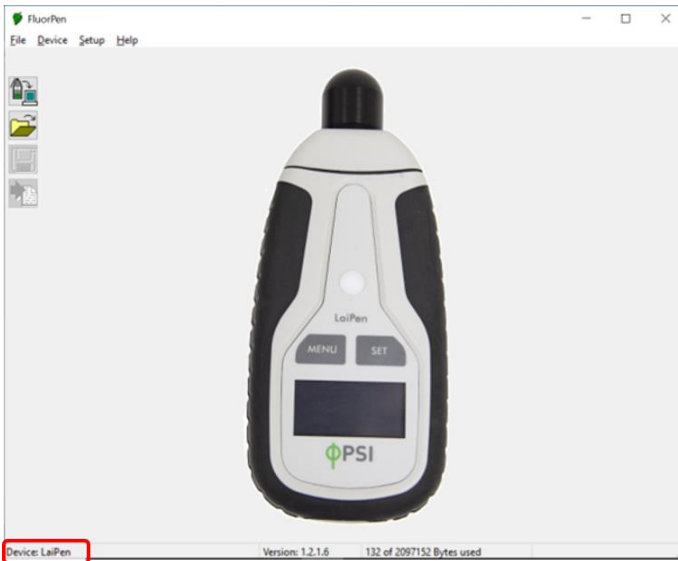 FluorPen
File Device Setup Help
LaiPen
MENU SET
PSI
Device: LaiPen Version: 1.2.1.6 132 of 2097152 Bytes used